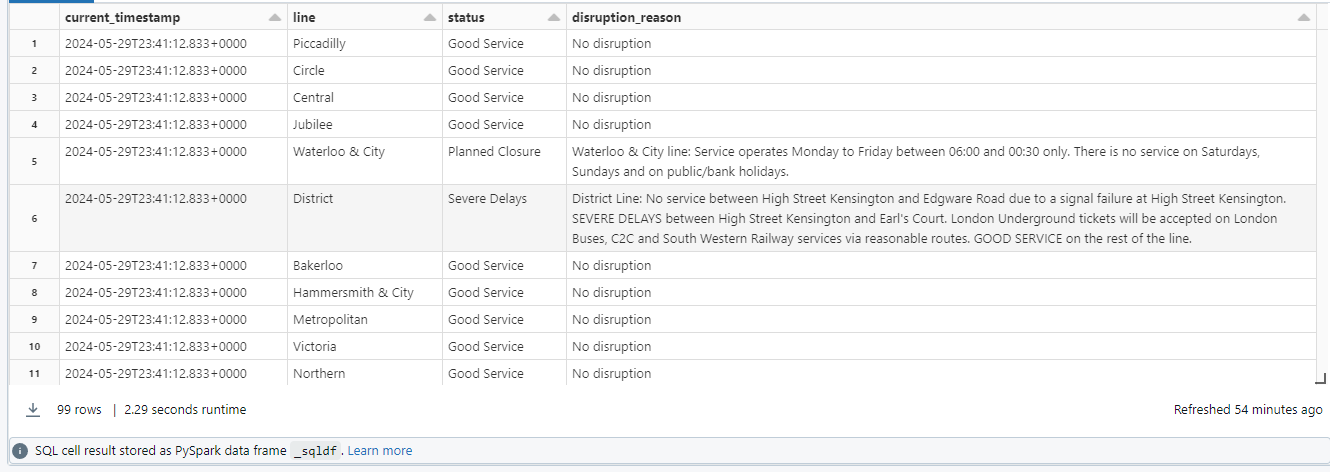 current_timestamp line status disruption_reason
1 2024-05-29T23:41:12.833+0000 Piccadilly Good Service No disruption
2 2024-05-29T23:41:12.833+0000 Circle Good Service No disruption
3 2024-05-29T23:41:12.833+0000 Central Good Service No disruption
4 2024-05-29T23:41:12.833+0000 Jubilee Good Service No disruption
5 2024-05-29T23:41:12.833+0000 Waterloo & City Planned Closure Waterloo & City line: Service operates Monday to Friday between 06:00 and 00:30 only. There is no service on Saturdays,
Sundays and on public/bank holidays.
6 2024-05-29T23:41:12.833+0000 District Severe Delays District Line: No service between High Street Kensington and Edgware Road due to a signal failure at High Street Kensington.
SEVERE DELAYS between High Street Kensington and Earl's Court. London Underground tickets will be accepted on London
Buses, C2C and South Western Railway services via reasonable routes. GOOD SERVICE on the rest of the line.
7 2024-05-29T23:41:12.833+0000 Bakerloo Good Service No disruption
8 2024-05-29T23:41:12.833+0000 Hammersmith & City Good Service No disruption
9 2024-05-29T23:41:12.833+0000 Metropolitan Good Service No disruption
10 2024-05-29T23:41:12.833+0000 Victoria Good Service No disruption
11 2024-05-29T23:41:12.833+0000 Northern Good Service No disruption
99 rows | 2.29 seconds runtime Refreshed 54 minutes ago
SQL cell result stored as PySpark data frame _sqldf. Learn more